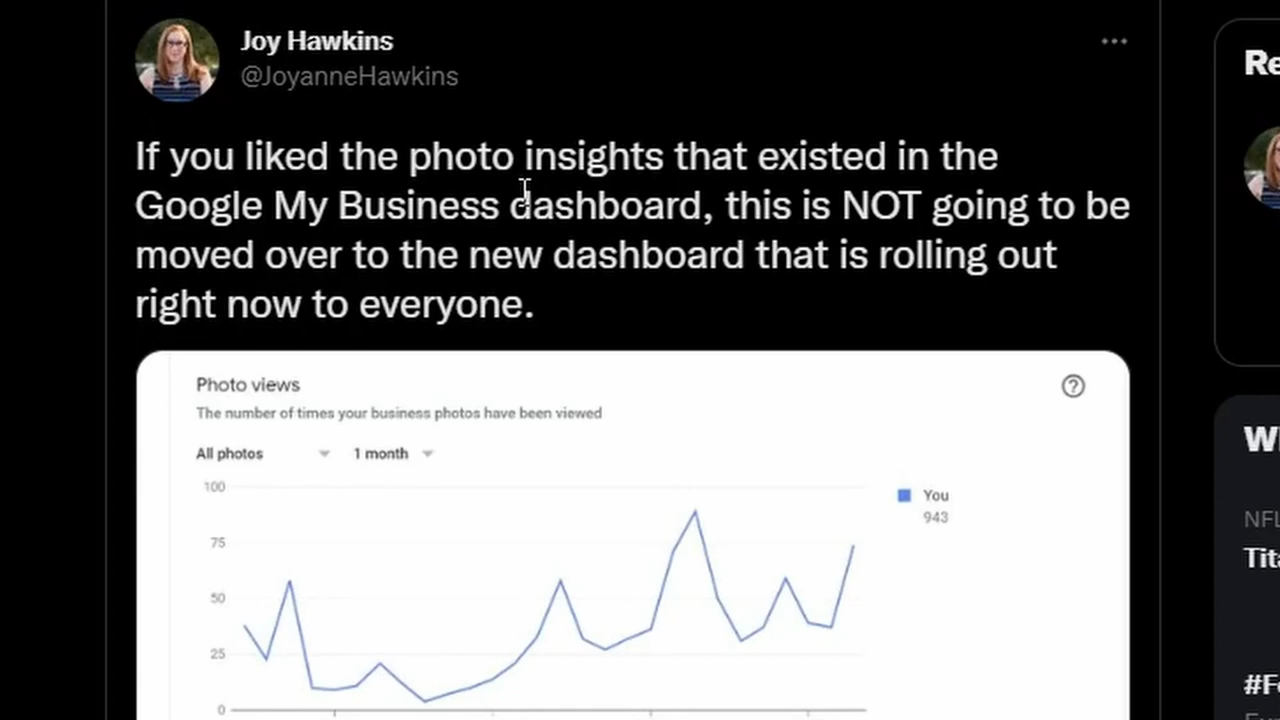 Joy Hawkins
@JoyanneHawkins
If you liked the photo insights that existed in the
Google My Business dashboard, this is NOT going to be
moved over to the new dashboard that is rolling out
right now to everyone.
Photo views
The number of times your business photos have been viewed
All photos
1 month
100
75
50
25
0
You
943
Re
NFL
Tita
#Fo